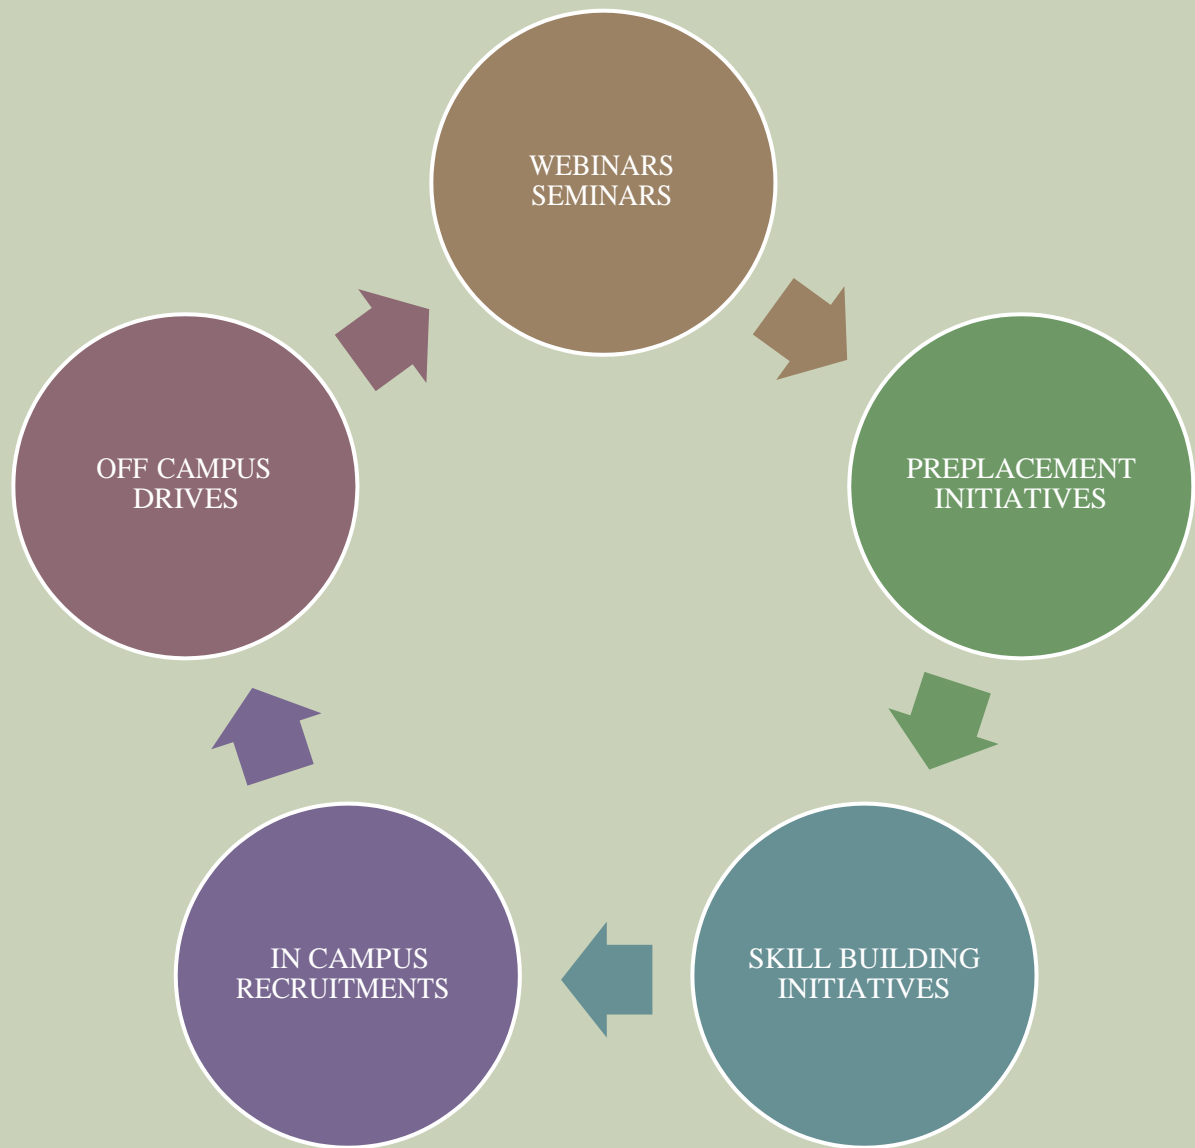 WEBINARS
SEMINARS
PREPLACEMENT
INITIATIVES
SKILL BUILDING
INITIATIVES
IN CAMPUS
RECRUITMENTS
OFF CAMPUS
DRIVES